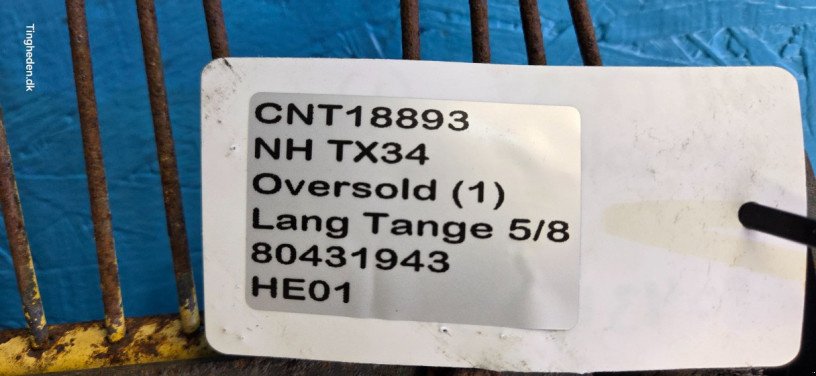 Tingheden.dk
CNT18893
NH TX34
Oversold (1)
Lang Tange 5/8
80431943
HE01